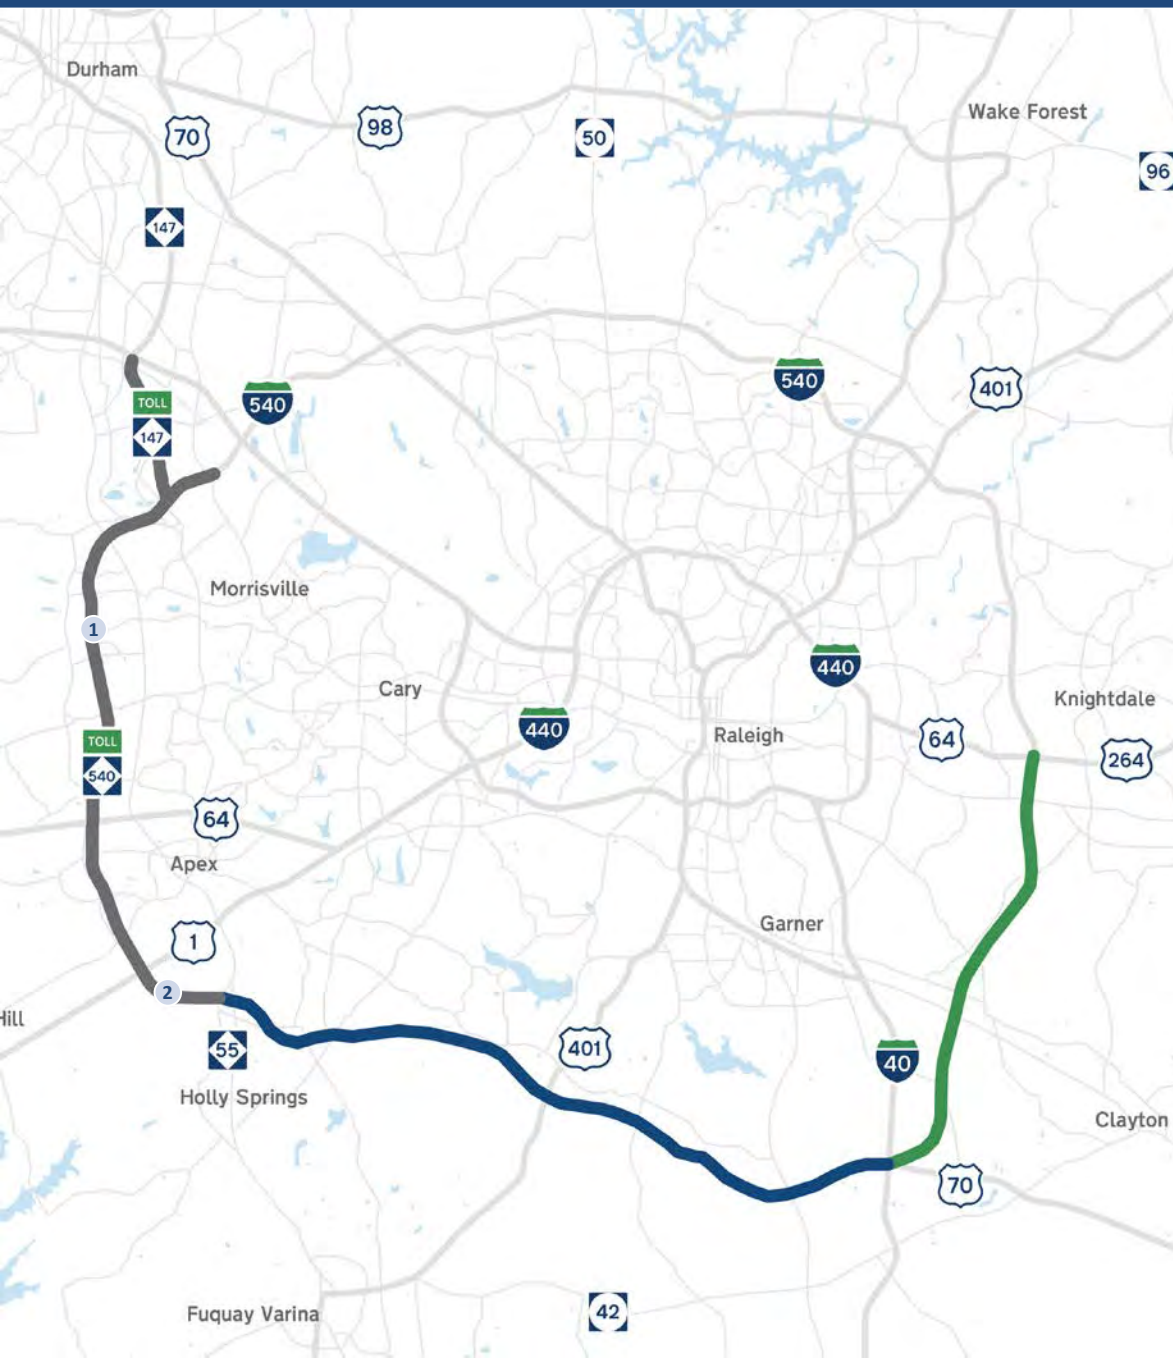 Durham
Wake Forest
98
50
70
96
147
540
401
TOLL
540
147
Morrisville
1
440
Cary
Knightdale
440
Raleigh
64
TOLL
264
540
64
Apex
Garner
1
2
Hill
55
401
40
Holly Springs
Clayton
70
42
Fuquay Varina